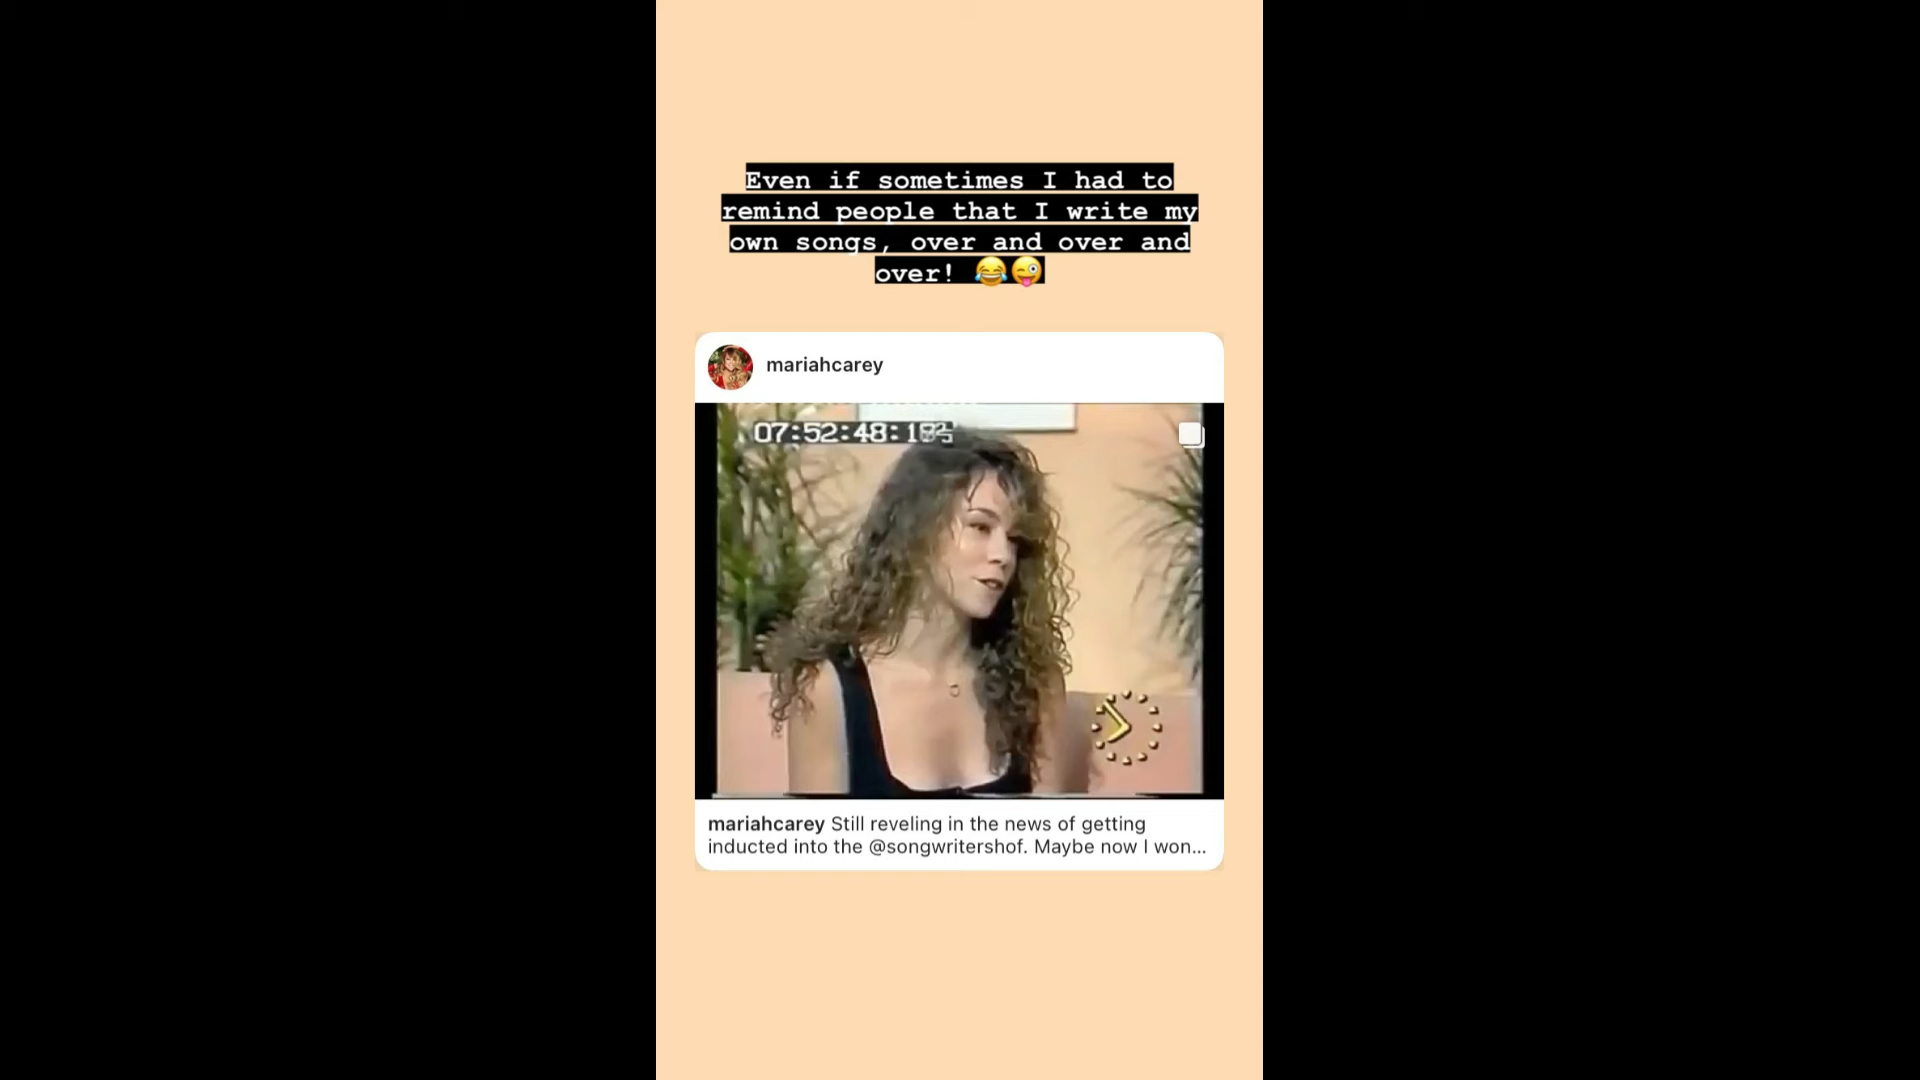 Even if sometimes I had to
remind people that I write my
own songs, over and over and
over! 😂😜
mariahcarey
07:52:48:18
mariahcarey Still reveling in the news of getting
inducted into the @songwritershof. Maybe now I won...